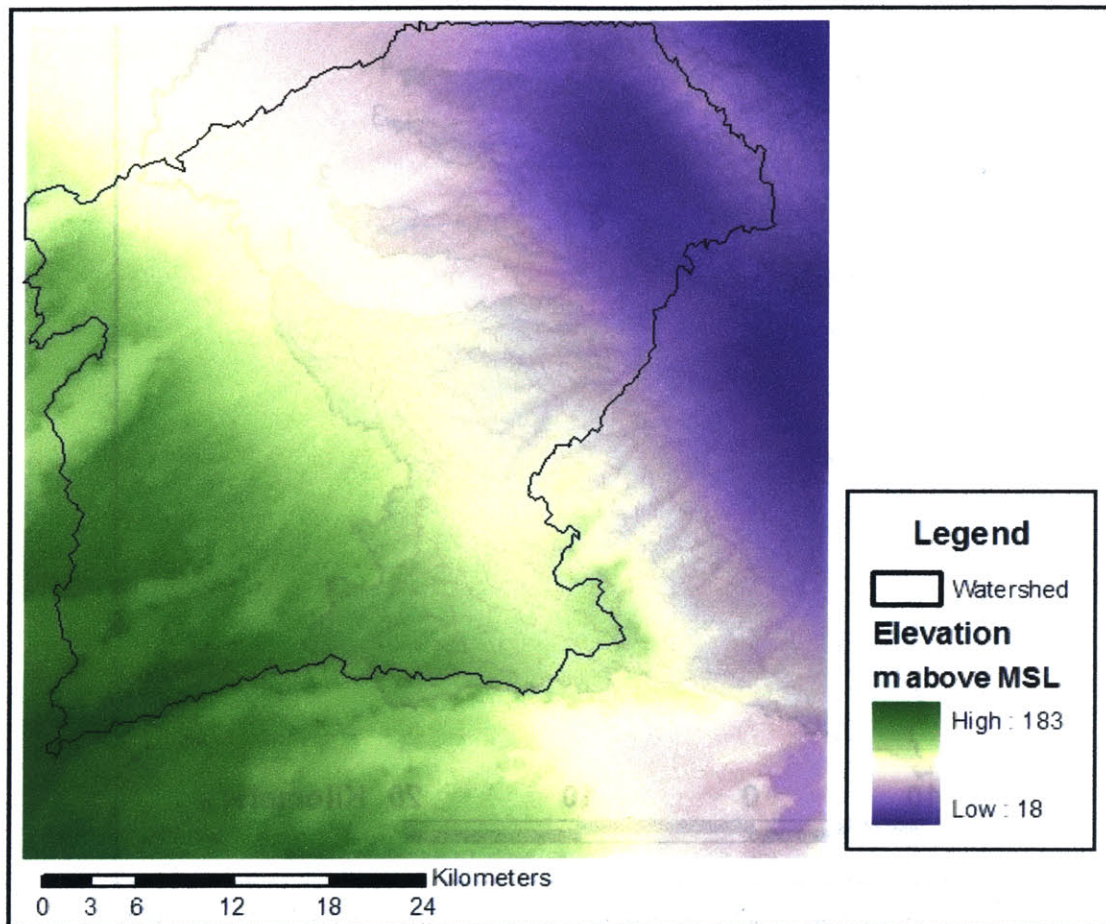 Legend
Watershed
Elevation
m above MSL
High : 183
Low : 18
Kilometers
0 3 6 12 18 24